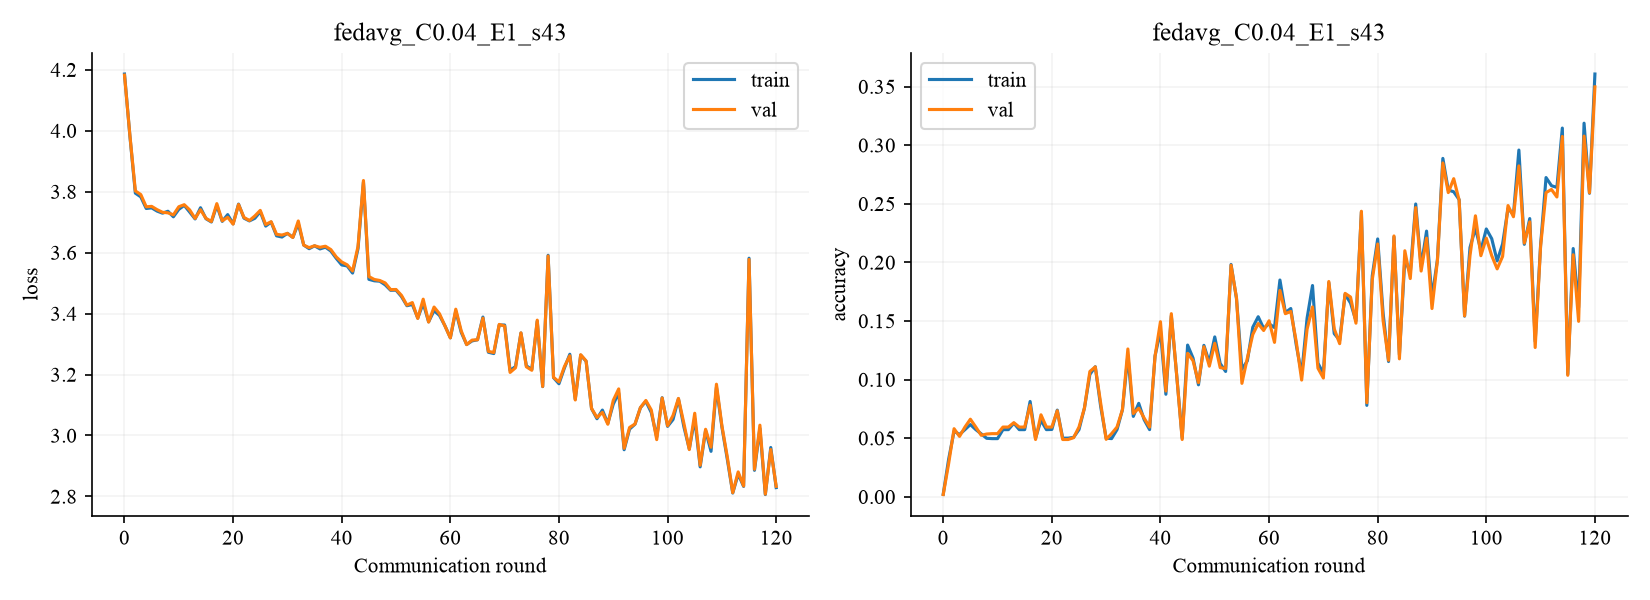 fedavg_C0.04_E1_s43
4.2
4.0
3.8
3.6
3.4
3.2
3.0
2.8
loss
train
val
0 20 40 60 80 100 120
Communication round
fedavg_C0.04_E1_s43
0.35
0.30
0.25
0.20
0.15
0.10
0.05
0.00
accuracy
train
val
0 20 40 60 80 100 120
Communication round